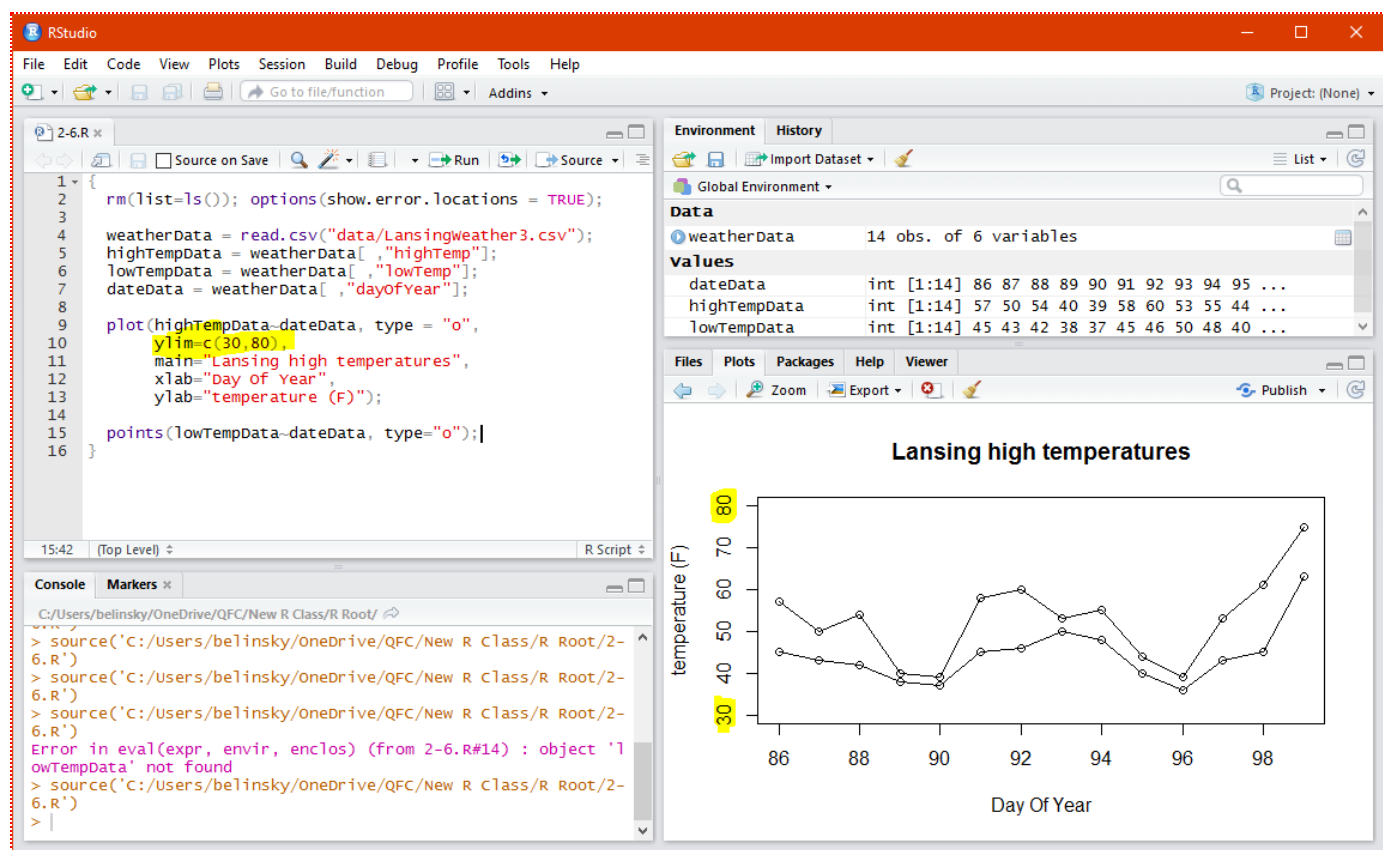 RStudio
File Edit Code View Plots Session Build Debug Profile Tools Help
Go to file/function Addins Project: (None)
2-6.R
Source on Save Run Source
1 {
2 rm(list=ls()); options(show.error.locations = TRUE);
3
4 weatherData = read.csv("data/LansingWeather3.csv");
5 highTempData = weatherData[ ,"highTemp"];
6 lowTempData = weatherData[ ,"lowTemp"];
7 dateData = weatherData[ ,"dayOfYear"];
8
9 plot(highTempData~dateData, type = "o",
10 ylim=c(30,80),
11 main="Lansing high temperatures",
12 xlab="Day Of Year",
13 ylab="temperature (F)");
14
15 points(lowTempData~dateData, type="o");
16 }
15:42 (Top Level) R Script
Console Markers
C:/Users/belinsky/OneDrive/QFC/New R Class/R Root/
> source('C:/Users/belinsky/OneDrive/QFC/New R Class/R Root/2-
6.R')
> source('C:/Users/belinsky/OneDrive/QFC/New R Class/R Root/2-
6.R')
> source('C:/Users/belinsky/OneDrive/QFC/New R Class/R Root/2-
6.R')
Error in eval(expr, envir, enclos) (from 2-6.R#14) : object 'l
owTempData' not found
> source('C:/Users/belinsky/OneDrive/QFC/New R Class/R Root/2-
6.R')
>
Environment History
Import Dataset List
Global Environment
Data
weatherData 14 obs. of 6 variables
Values
dateData int [1:14] 86 87 88 89 90 91 92 93 94 95 ...
highTempData int [1:14] 57 50 54 40 39 58 60 53 55 44 ...
lowTempData int [1:14] 45 43 42 38 37 45 46 50 48 40 ...
Files Plots Packages Help Viewer
Zoom Export Publish
Lansing high temperatures
temperature (F)
80
70
60
50
40
30
86 88 90 92 94 96 98
Day Of Year